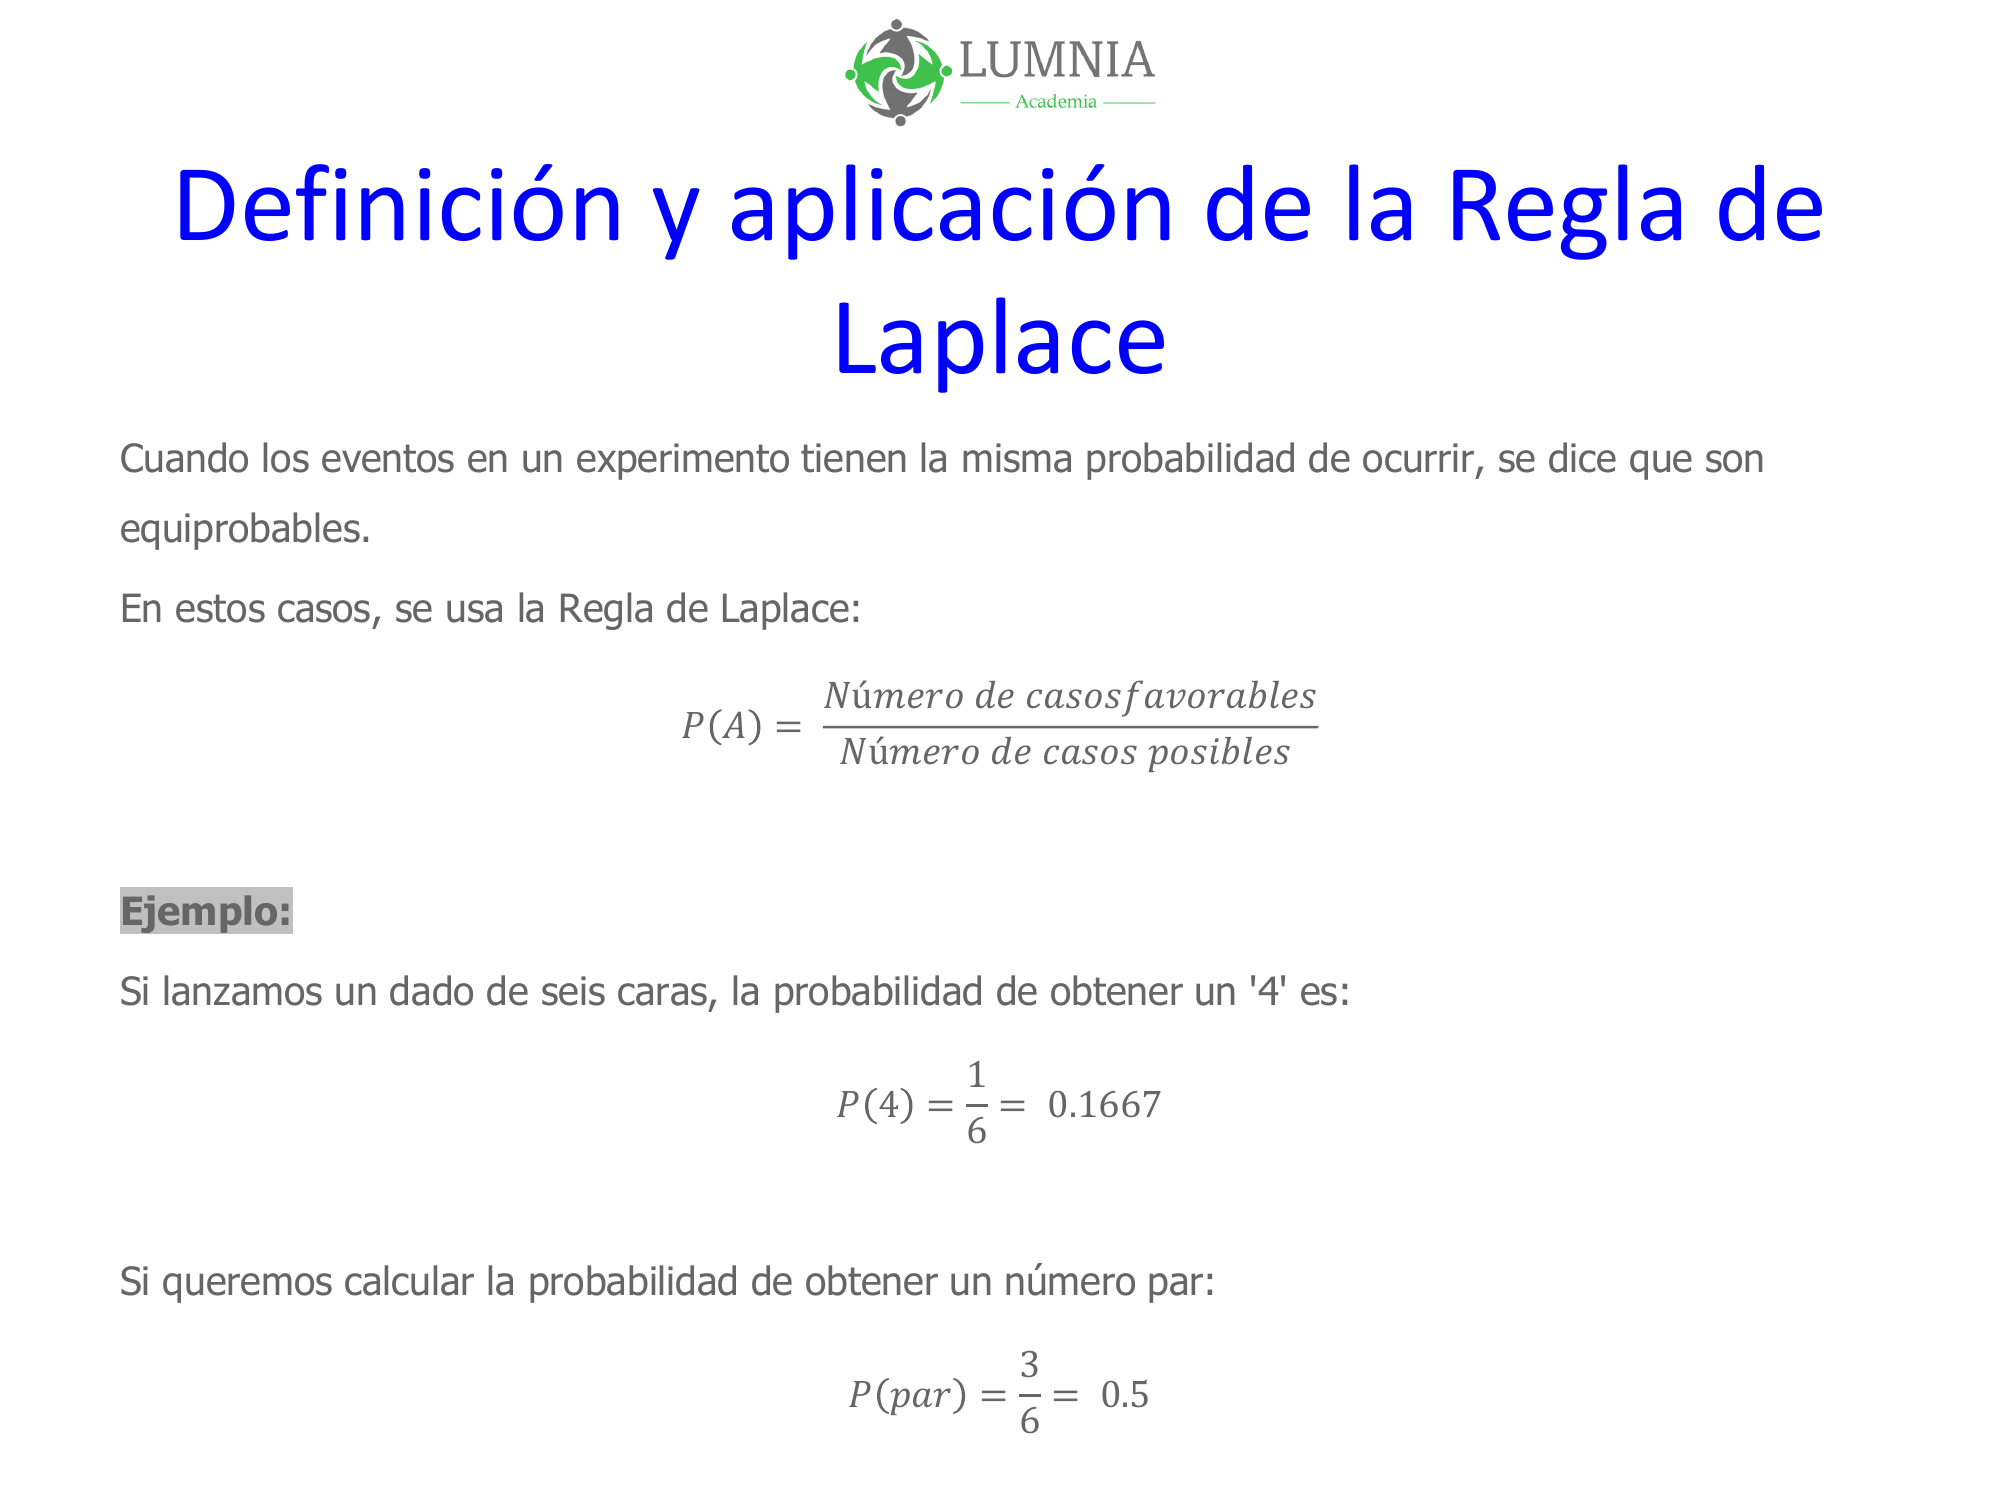 LUMNIA
Academia
Definición y aplicación de la Regla de
Laplace
Cuando los eventos en un experimento tienen la misma probabilidad de ocurrir, se dice que son
equiprobables.
En estos casos, se usa la Regla de Laplace:
P(A) = Número de casosfavorables / Número de casos posibles
Ejemplo:
Si lanzamos un dado de seis caras, la probabilidad de obtener un '4' es:
P(4) = 1/6 = 0.1667
Si queremos calcular la probabilidad de obtener un número par:
P(par) = 3/6 = 0.5